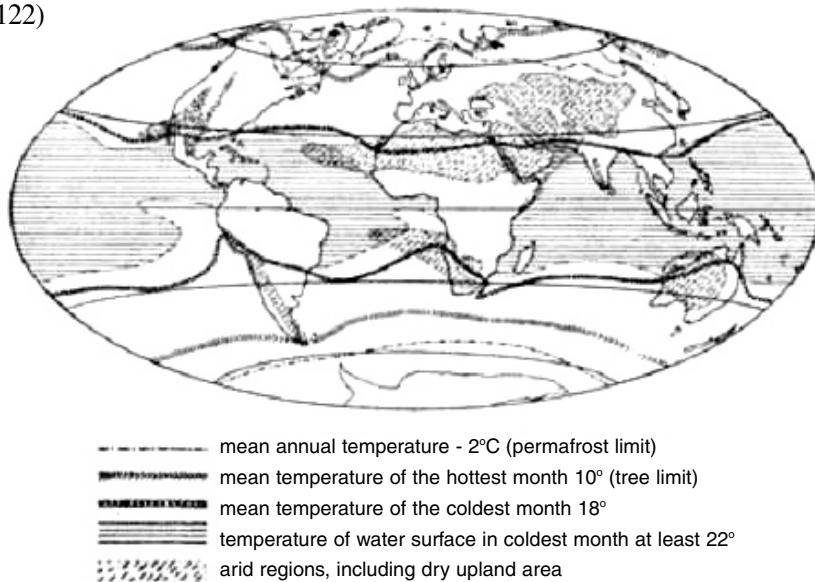 122)
mean annual temperature - 2°C (permafrost limit)
mean temperature of the hottest month 10° (tree limit)
mean temperature of the coldest month 18°
temperature of water surface in coldest month at least 22°
arid regions, including dry upland area